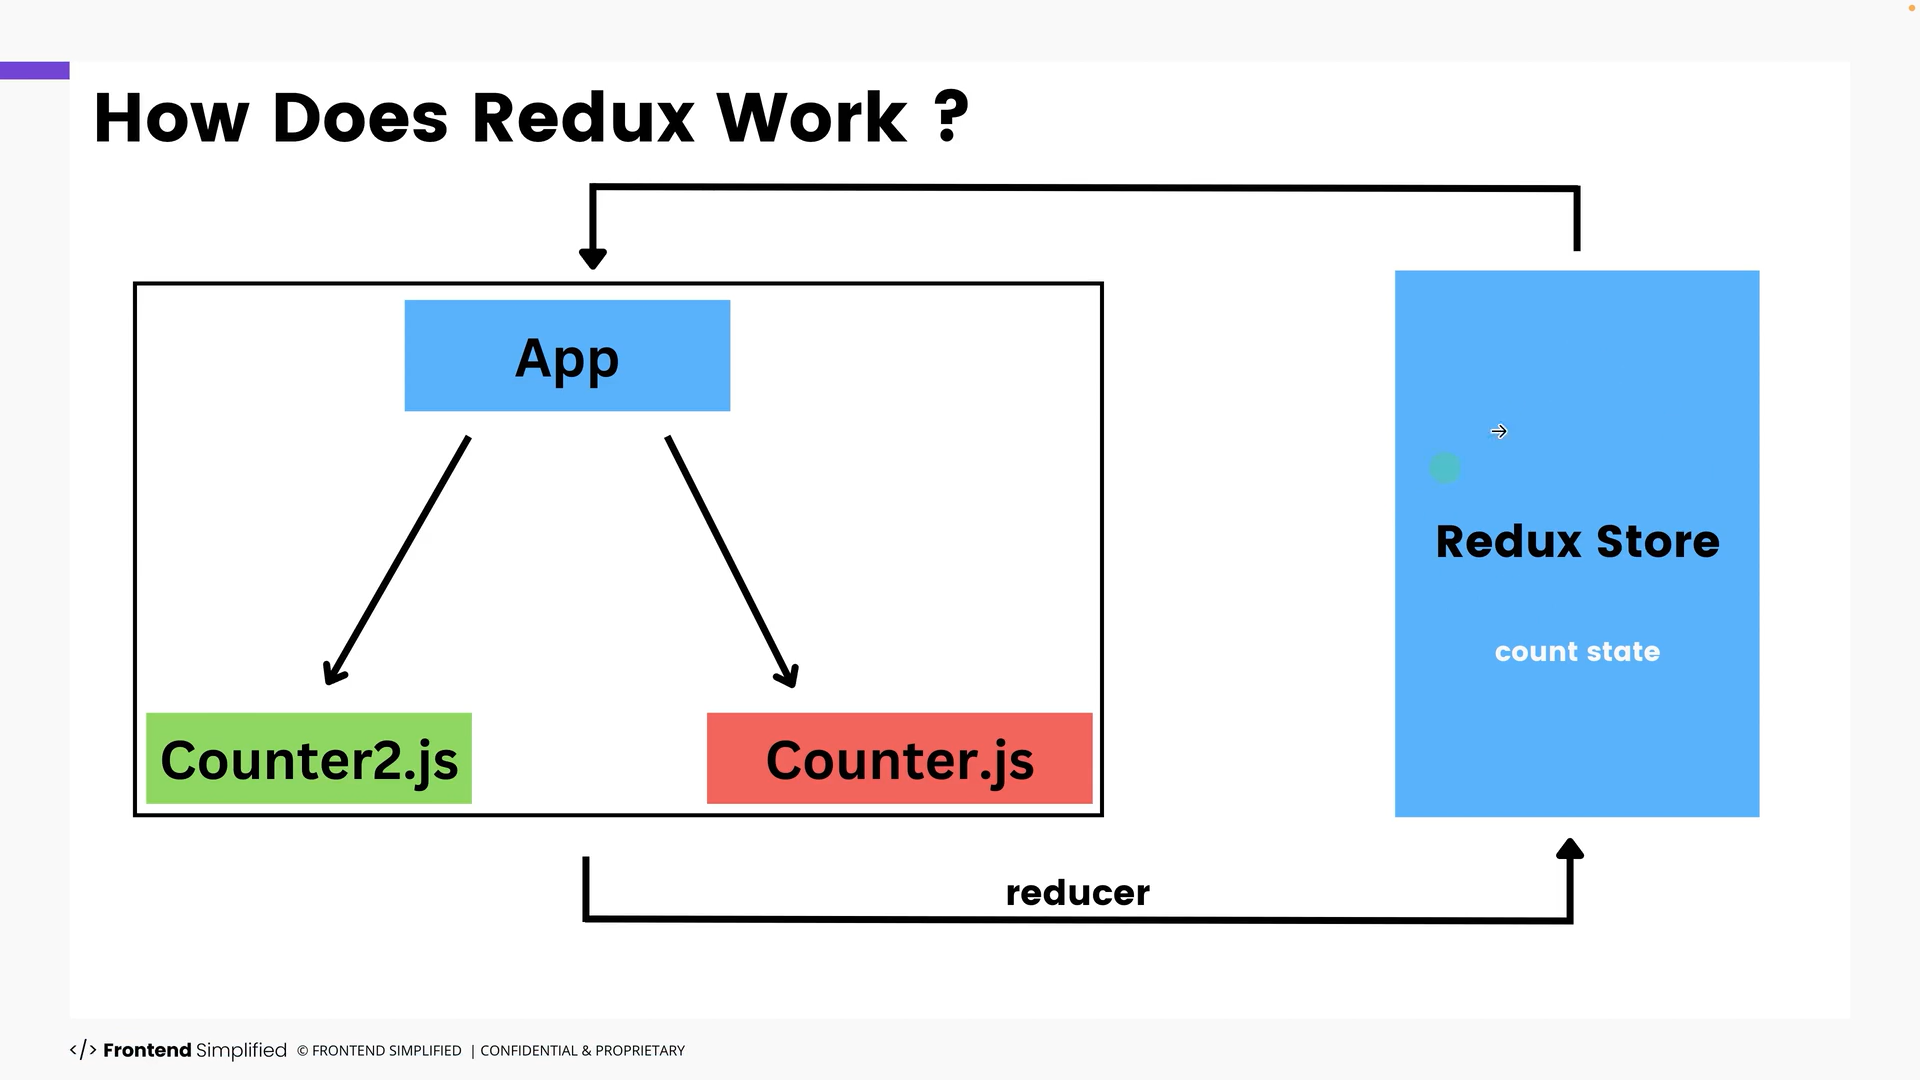 How Does Redux Work ?
App
Redux Store
count state
Counter2.js
Counter.js
reducer
</> Frontend Simplified © FRONTEND SIMPLIFIED | CONFIDENTIAL & PROPRIETARY